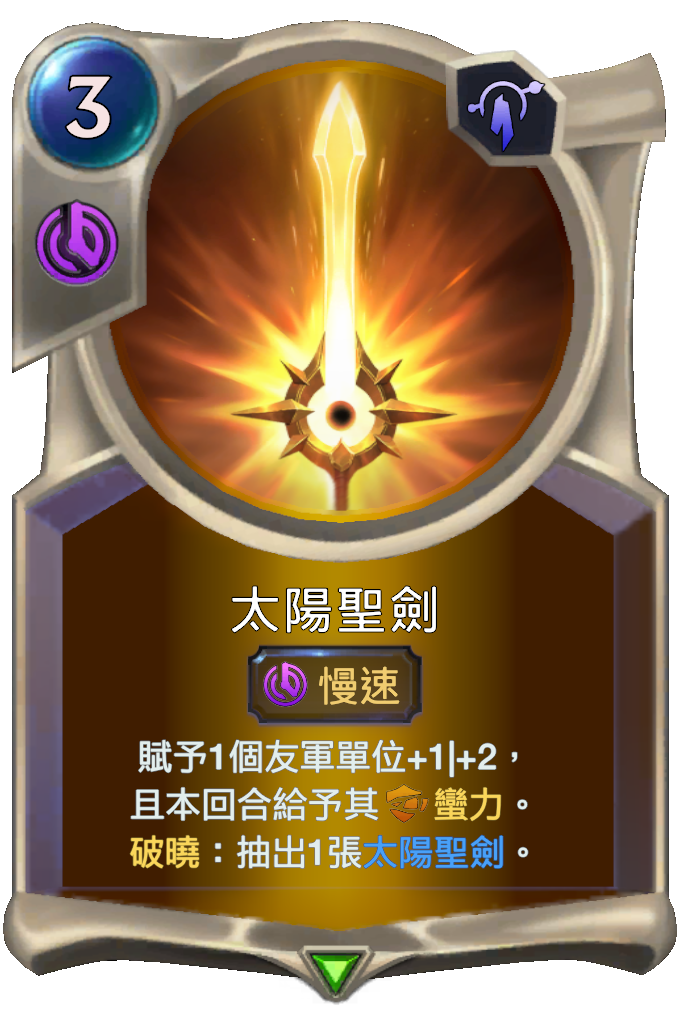 3
太陽聖劍
慢速
賦予1個友軍單位+1|+2，
且本回合給予其蠻力。
破曉：抽出1張太陽聖劍。